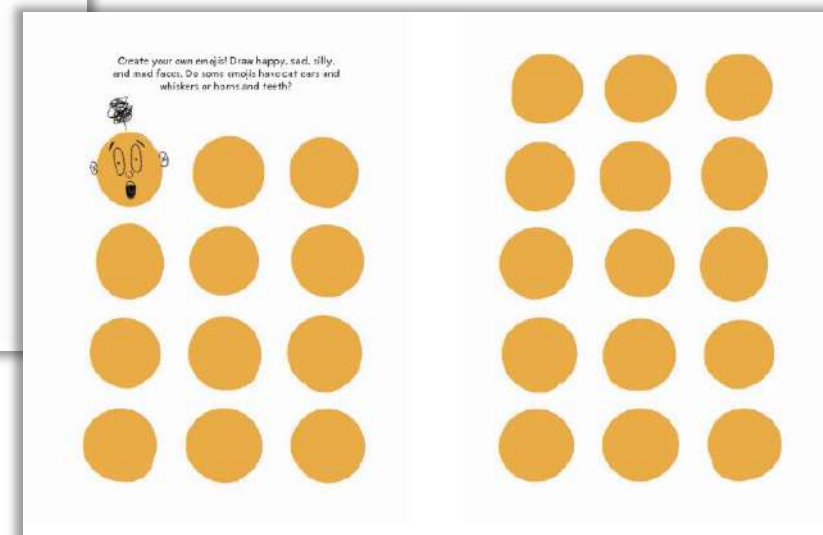 Create your own emojis! Draw happy, sad, silly,
and mad faces. Do some emojis have cat ears and
whiskers or horns and teeth?